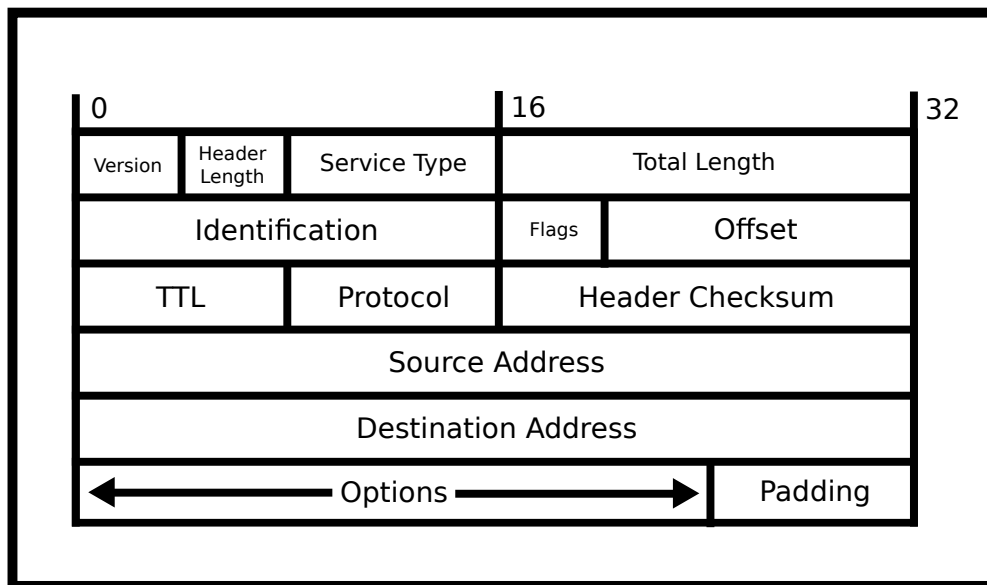 0 16 32
Version Header Length Service Type Total Length
Identification Flags Offset
TTL Protocol Header Checksum
Source Address
Destination Address
Options Padding